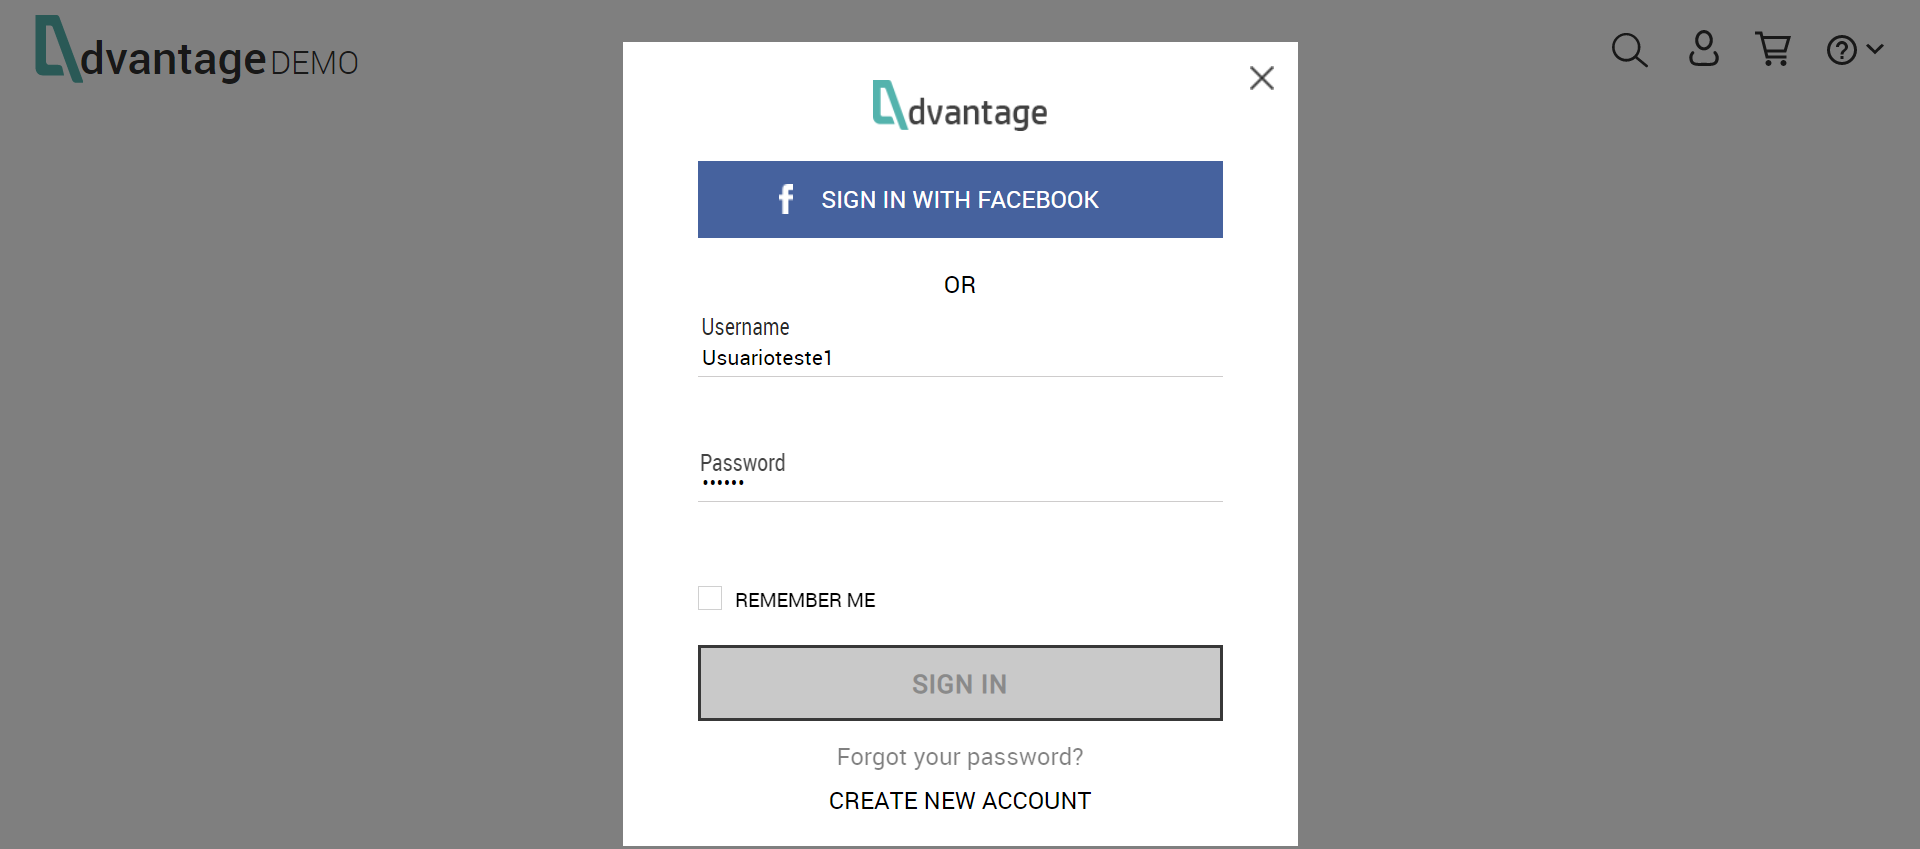 dvantage DEMO
dvantage
SIGN IN WITH FACEBOOK
OR
Username
Usuarioteste1
Password
••••••
REMEMBER ME
SIGN IN
Forgot your password?
CREATE NEW ACCOUNT